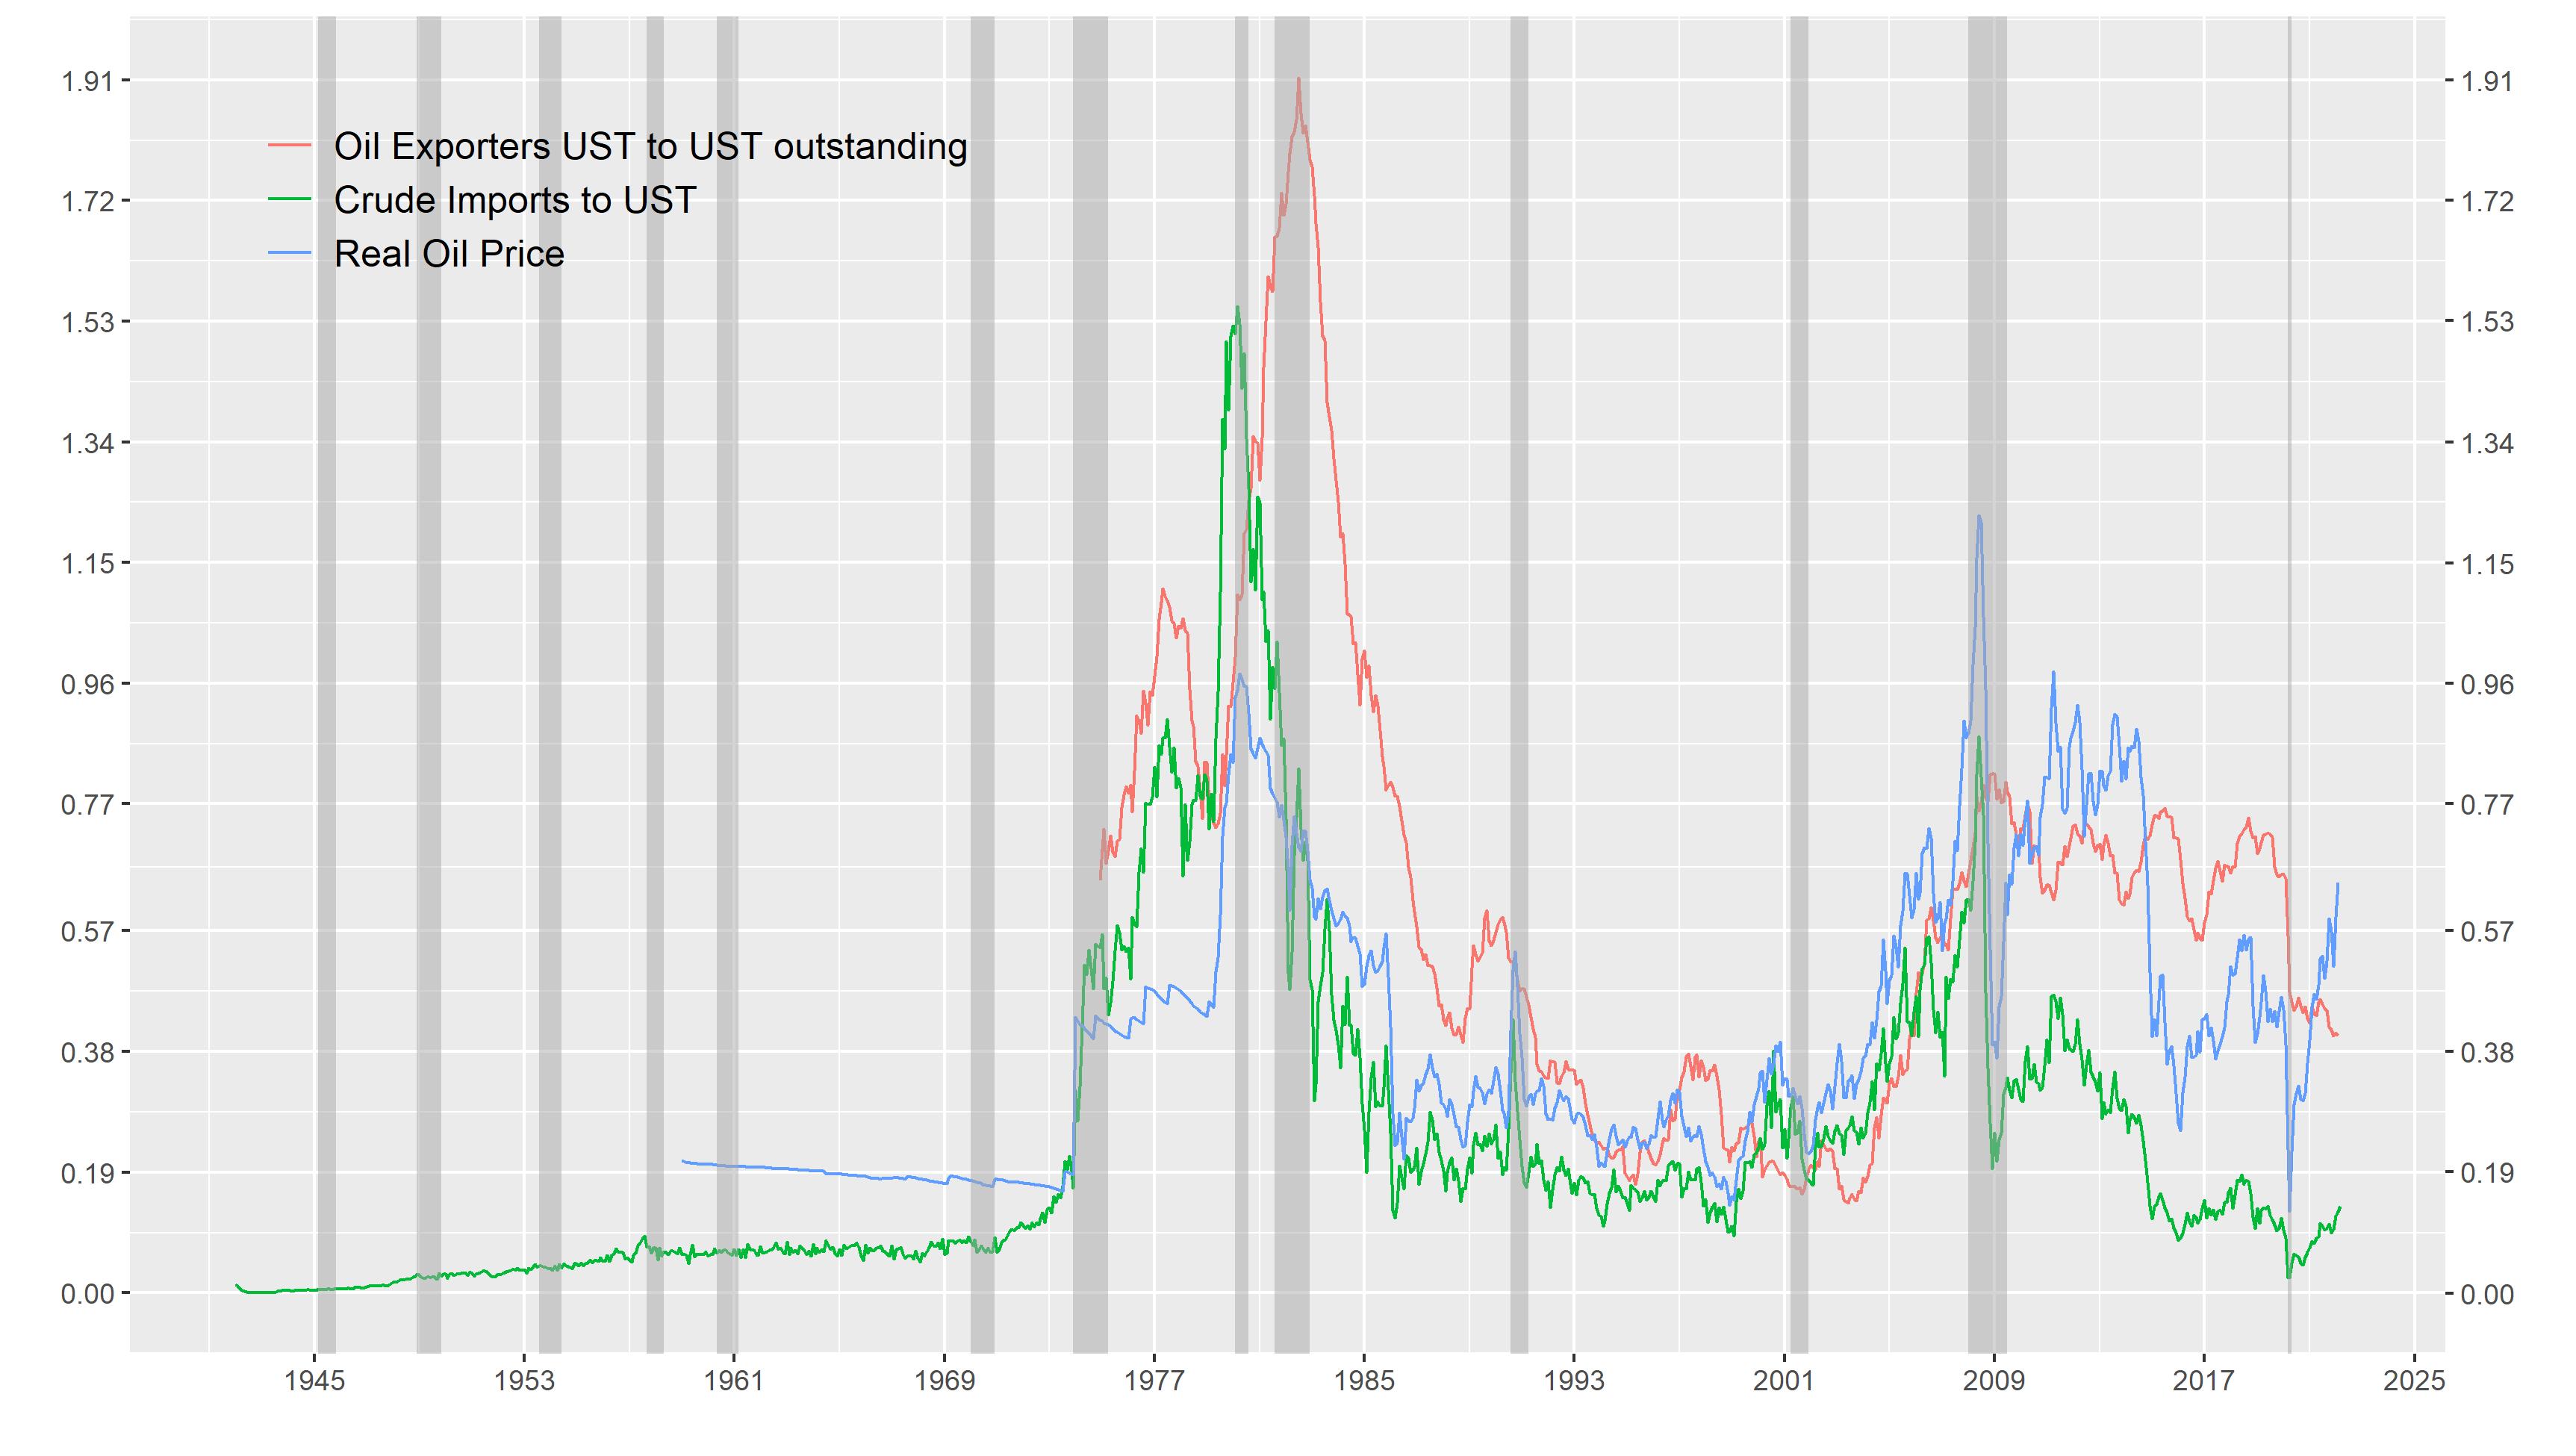 Oil Exporters UST to UST outstanding
Crude Imports to UST
Real Oil Price
1.91 1.91
1.72 1.72
1.53 1.53
1.34 1.34
1.15 1.15
0.96 0.96
0.77 0.77
0.57 0.57
0.38 0.38
0.19 0.19
0.00 0.00
1945 1953 1961 1969 1977 1985 1993 2001 2009 2017 2025